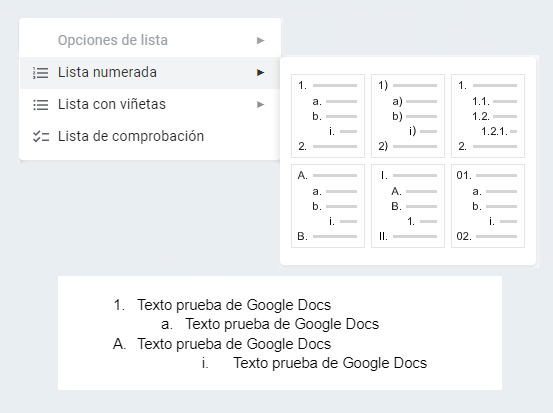 Opciones de lista
Lista numerada
Lista con viñetas
Lista de comprobación
1.
a.
b.
i.
2.
1)
a)
b)
i)
2)
1.
1.1.
1.2.
1.2.1.
2.
A.
a.
b.
i.
B.
I.
A.
B.
1.
II.
01.
a.
b.
i.
02.
1. Texto prueba de Google Docs
a. Texto prueba de Google Docs
A. Texto prueba de Google Docs
i. Texto prueba de Google Docs